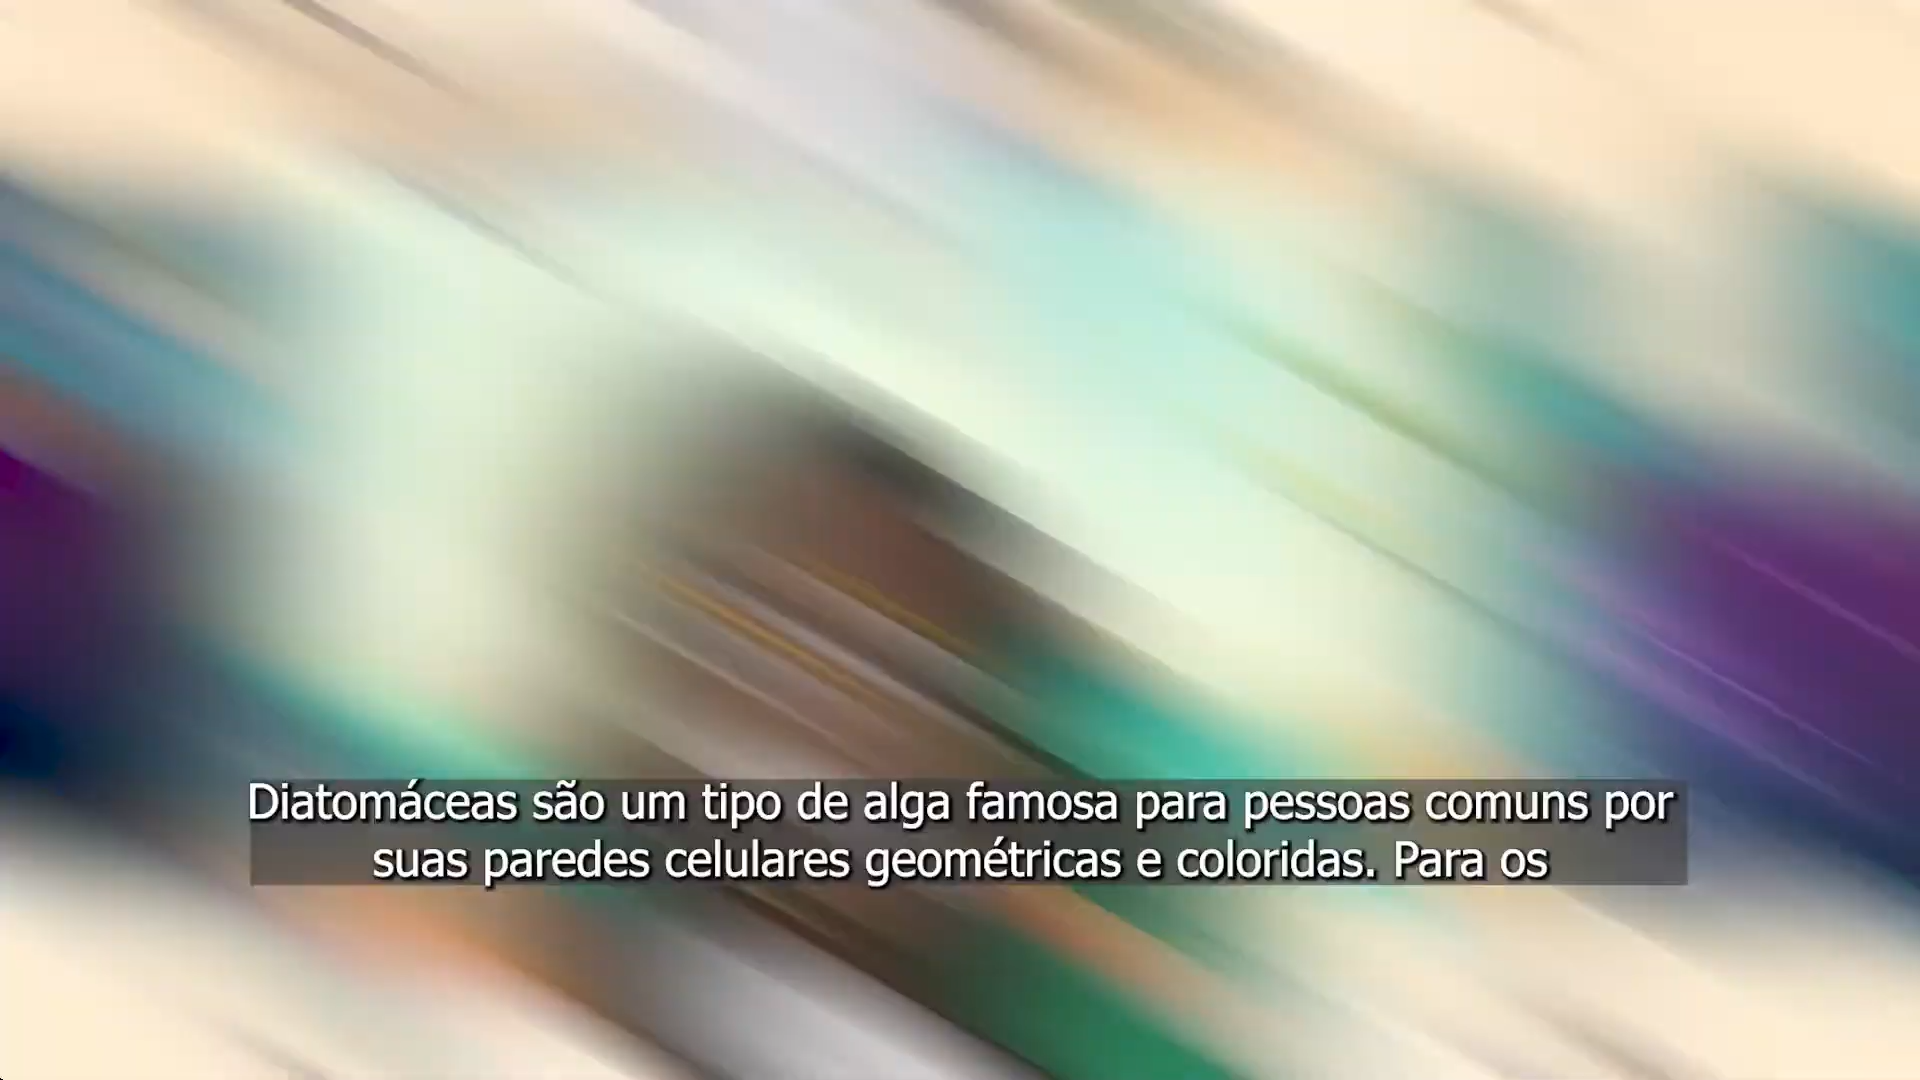 Diatomáceas são um tipo de alga famosa para pessoas comuns por
suas paredes celulares geométricas e coloridas. Para os